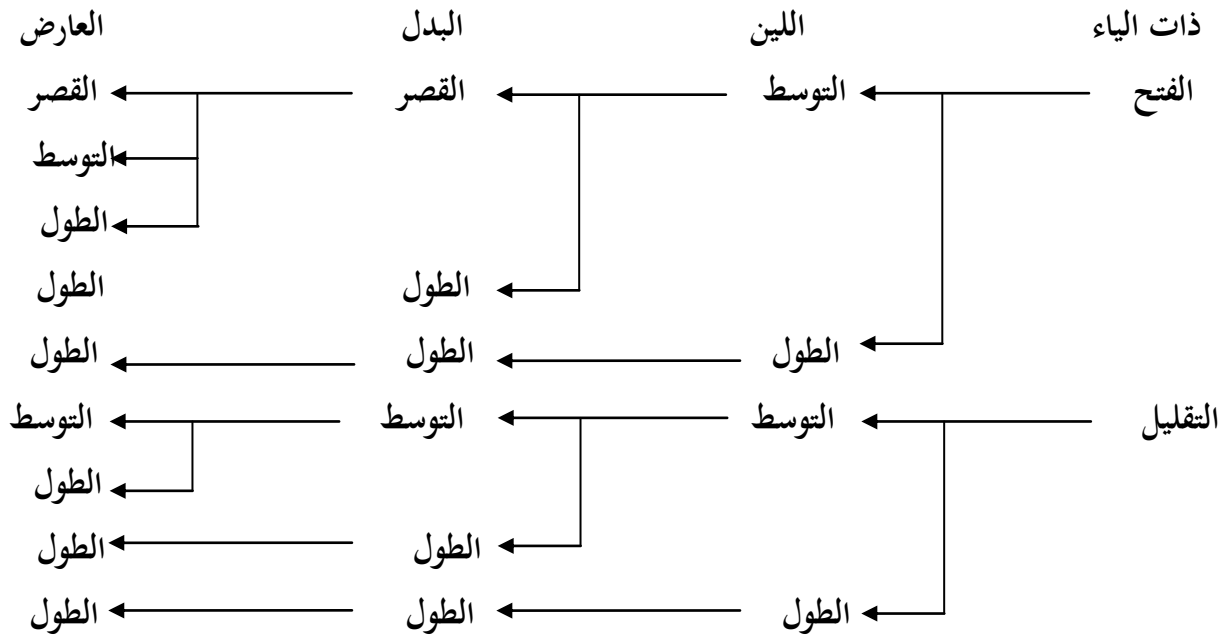 ذات الياء اللين البدل العارض
الفتح التوسط القصر القصر
التوسط
الطول
الطول الطول
الطول الطول الطول
التقليل التوسط التوسط التوسط
الطول
الطول الطول
الطول الطول الطول